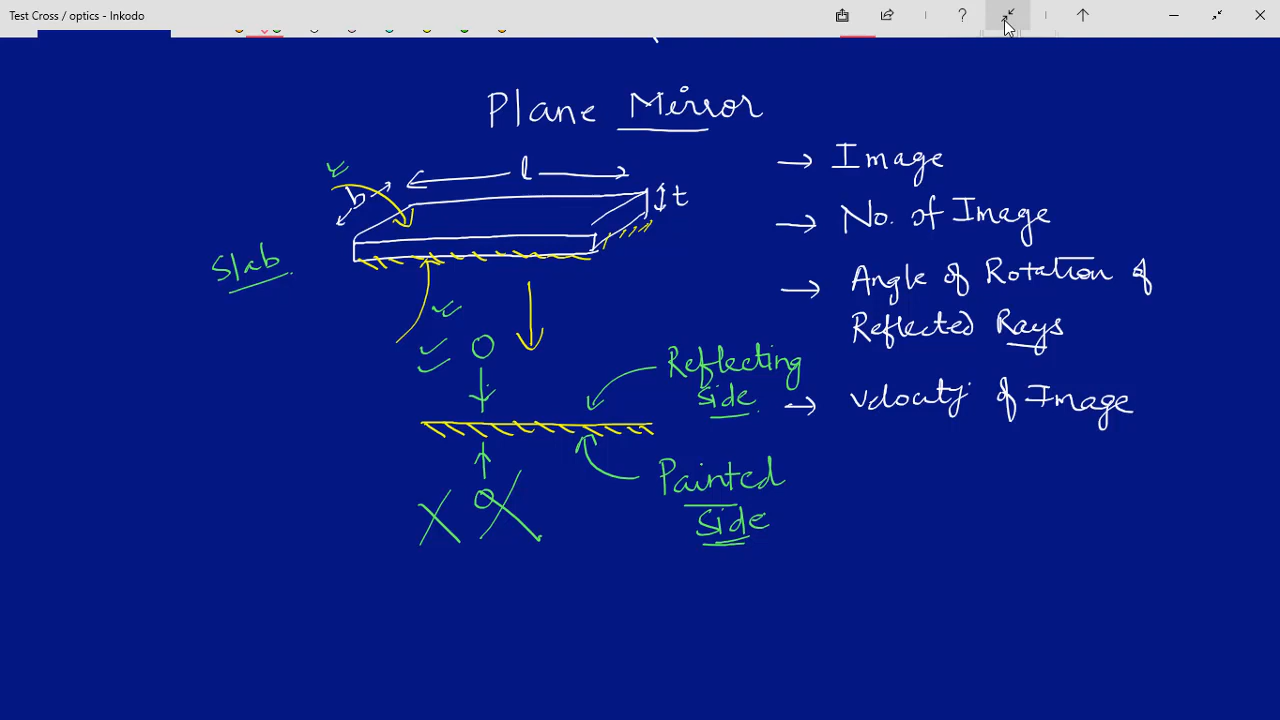 Test Cross / optics - Inkodo
?
Plane Mirror
l
b
t
Slab
→ Image
→ No. of Image
→ Angle of Rotation of
Reflected Rays
→ velocity of Image
Reflecting
side
Painted
Side